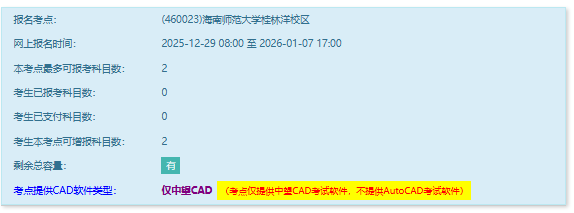 报名考点： (460023)海南师范大学桂林洋校区
网上报名时间： 2025-12-29 08:00 至 2026-01-07 17:00
本考点最多可报考科目数： 2
考生已报考科目数： 0
考生已支付科目数： 0
考生本考点可增报科目数： 2
剩余总容量： 有
考点提供CAD软件类型： 仅中望CAD （考点仅提供中望CAD考试软件，不提供AutoCAD考试软件）